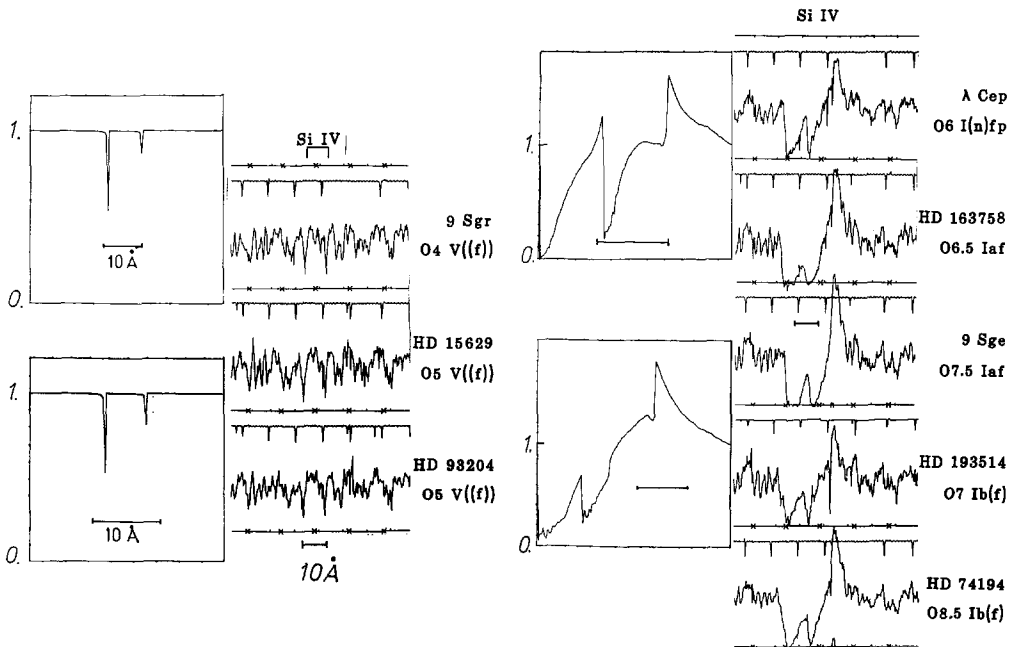 1.
10 Å
0.
1.
10 Å
0.
Si IV
9 Sgr
O4 V((f))
HD 15629
O5 V((f))
HD 93204
O5 V((f))
10Å
1.
0.
1.
0.
Si IV
λ Cep
O6 I(n)fp
HD 163758
O6.5 Iaf
9 Sge
O7.5 Iaf
HD 193514
O7 Ib(f)
HD 74194
O8.5 Ib(f)